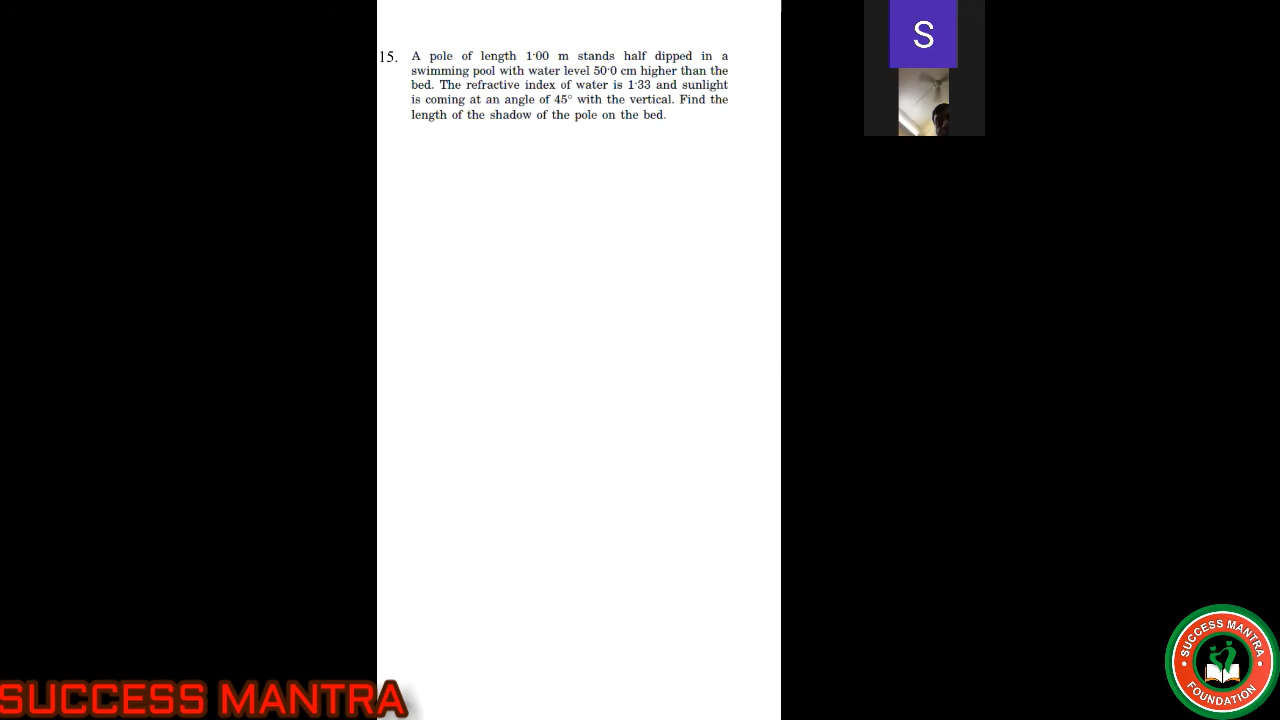 S
15. A pole of length 1·00 m stands half dipped in a
swimming pool with water level 50·0 cm higher than the
bed. The refractive index of water is 1·33 and sunlight
is coming at an angle of 45° with the vertical. Find the
length of the shadow of the pole on the bed.
SUCCESS MANTRA
SUCCESS MANTRA
FOUNDATION